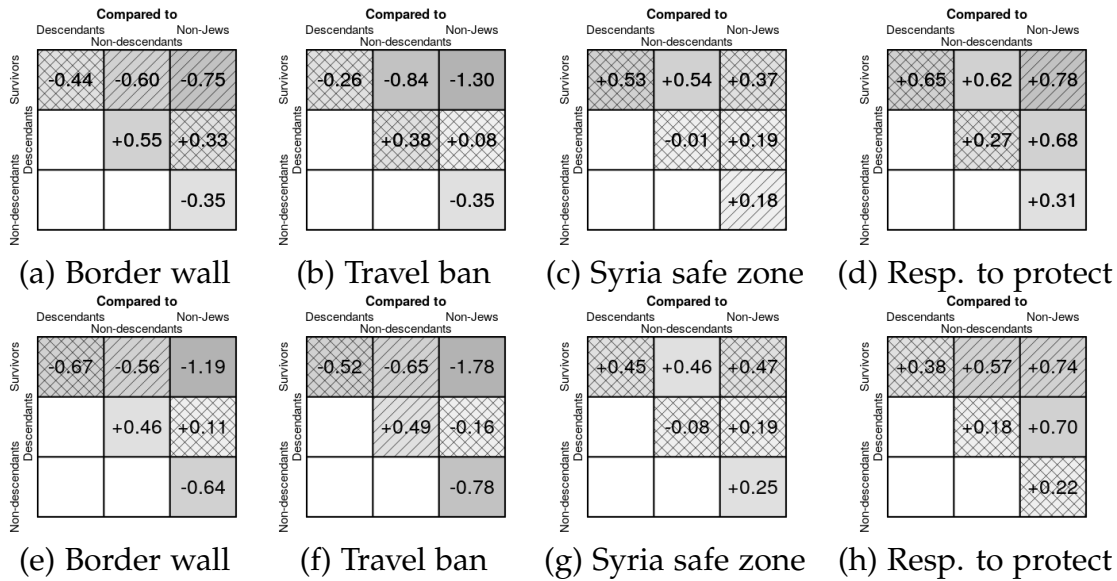 Compared to
Descendants Non-Jews
Non-descendants
Survivors -0.44 -0.60 -0.75
Descendants +0.55 +0.33
Non-descendants -0.35
(a) Border wall
Compared to
Descendants Non-Jews
Non-descendants
Survivors -0.26 -0.84 -1.30
Descendants +0.38 +0.08
Non-descendants -0.35
(b) Travel ban
Compared to
Descendants Non-Jews
Non-descendants
Survivors +0.53 +0.54 +0.37
Descendants -0.01 +0.19
Non-descendants +0.18
(c) Syria safe zone
Compared to
Descendants Non-Jews
Non-descendants
Survivors +0.65 +0.62 +0.78
Descendants +0.27 +0.68
Non-descendants +0.31
(d) Resp. to protect
Compared to
Descendants Non-Jews
Non-descendants
Survivors -0.67 -0.56 -1.19
Descendants +0.46 +0.11
Non-descendants -0.64
(e) Border wall
Compared to
Descendants Non-Jews
Non-descendants
Survivors -0.52 -0.65 -1.78
Descendants +0.49 -0.16
Non-descendants -0.78
(f) Travel ban
Compared to
Descendants Non-Jews
Non-descendants
Survivors +0.45 +0.46 +0.47
Descendants -0.08 +0.19
Non-descendants +0.25
(g) Syria safe zone
Compared to
Descendants Non-Jews
Non-descendants
Survivors +0.38 +0.57 +0.74
Descendants +0.18 +0.70
Non-descendants +0.22
(h) Resp. to protect